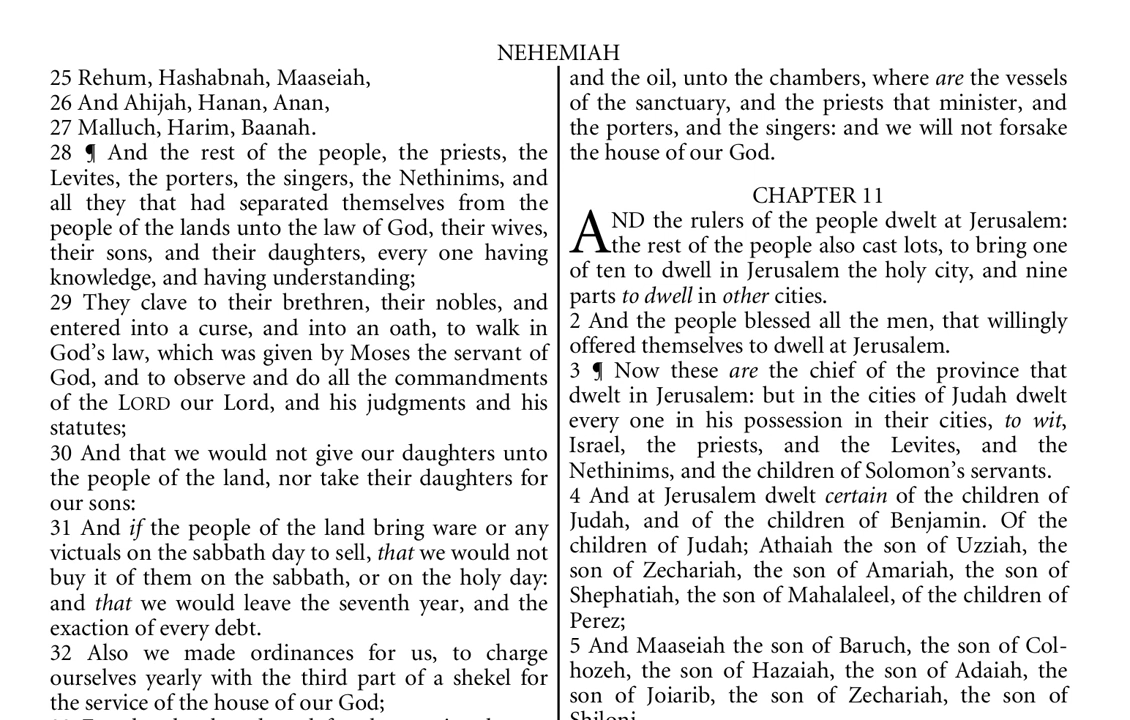 NEHEMIAH
25 Rehum, Hashabnah, Maaseiah,
26 And Ahijah, Hanan, Anan,
27 Malluch, Harim, Baanah.
28 ¶ And the rest of the people, the priests, the
Levites, the porters, the singers, the Nethinims, and
all they that had separated themselves from the
people of the lands unto the law of God, their wives,
their sons, and their daughters, every one having
knowledge, and having understanding;
29 They clave to their brethren, their nobles, and
entered into a curse, and into an oath, to walk in
God’s law, which was given by Moses the servant of
God, and to observe and do all the commandments
of the LORD our Lord, and his judgments and his
statutes;
30 And that we would not give our daughters unto
the people of the land, nor take their daughters for
our sons:
31 And if the people of the land bring ware or any
victuals on the sabbath day to sell, that we would not
buy it of them on the sabbath, or on the holy day:
and that we would leave the seventh year, and the
exaction of every debt.
32 Also we made ordinances for us, to charge
ourselves yearly with the third part of a shekel for
the service of the house of our God;
and the oil, unto the chambers, where are the vessels
of the sanctuary, and the priests that minister, and
the porters, and the singers: and we will not forsake
the house of our God.
CHAPTER 11
AND the rulers of the people dwelt at Jerusalem:
the rest of the people also cast lots, to bring one
of ten to dwell in Jerusalem the holy city, and nine
parts to dwell in other cities.
2 And the people blessed all the men, that willingly
offered themselves to dwell at Jerusalem.
3 ¶ Now these are the chief of the province that
dwelt in Jerusalem: but in the cities of Judah dwelt
every one in his possession in their cities, to wit,
Israel, the priests, and the Levites, and the
Nethinims, and the children of Solomon’s servants.
4 And at Jerusalem dwelt certain of the children of
Judah, and of the children of Benjamin. Of the
children of Judah; Athaiah the son of Uzziah, the
son of Zechariah, the son of Amariah, the son of
Shephatiah, the son of Mahalaleel, of the children of
Perez;
5 And Maaseiah the son of Baruch, the son of Col-
hozeh, the son of Hazaiah, the son of Adaiah, the
son of Joiarib, the son of Zechariah, the son of